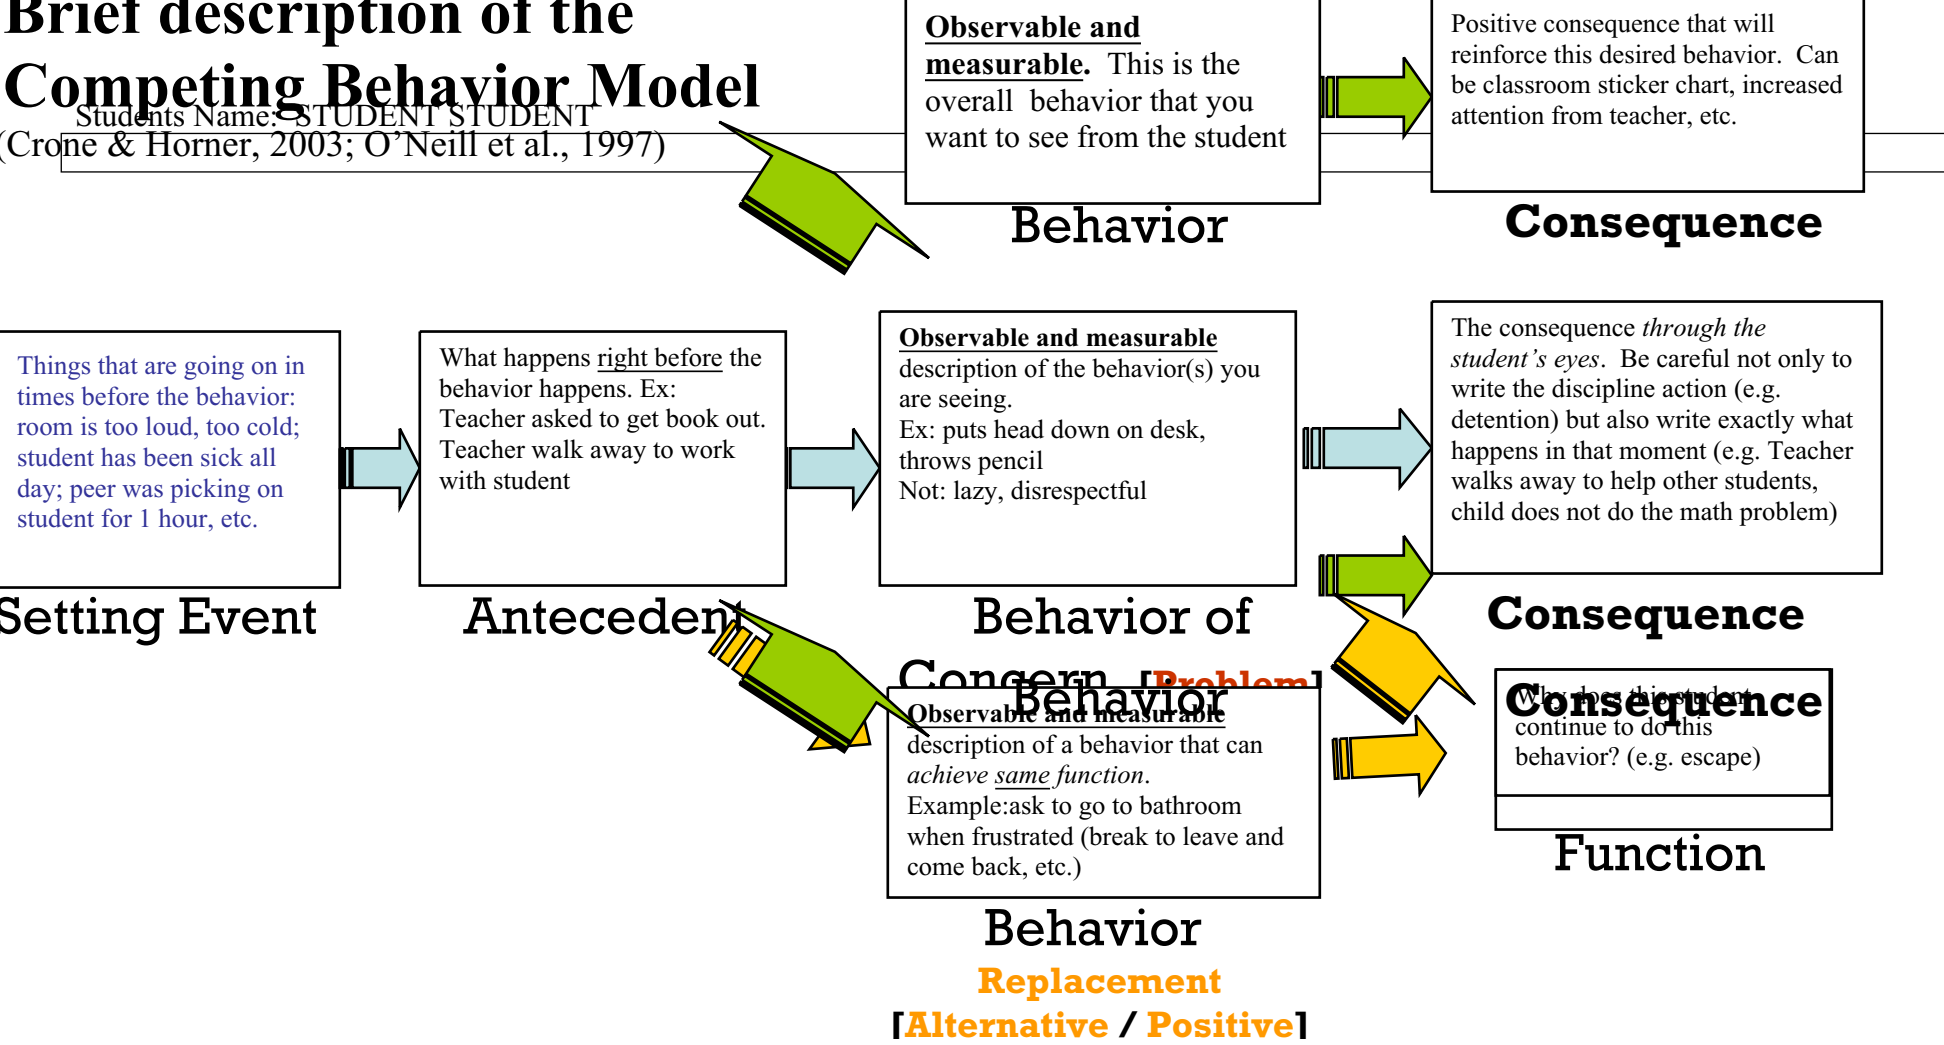 Brief description of the
Competing Behavior Model
Students Name: STUDENT STUDENT
(Crone & Horner, 2003; O’Neill et al., 1997)
Observable and
measurable.  This is the
overall  behavior that you
want to see from the student
Behavior
Positive consequence that will
reinforce this desired behavior.  Can
be classroom sticker chart, increased
attention from teacher, etc.
Consequence
Things that are going on in
times before the behavior:
room is too loud, too cold;
student has been sick all
day; peer was picking on
student for 1 hour, etc.
Setting Event
What happens right before the
behavior happens. Ex:
Teacher asked to get book out.
Teacher walk away to work
with student
Antecedent
Observable and measurable
description of the behavior(s) you
are seeing.
Ex: puts head down on desk,
throws pencil
Not: lazy, disrespectful
Behavior of
Concern  [Problem]
The consequence through the
student’s eyes.  Be careful not only to
write the discipline action (e.g.
detention) but also write exactly what
happens in that moment (e.g. Teacher
walks away to help other students,
child does not do the math problem)
Consequence
Behavior
Observable and measurable
description of a behavior that can
achieve same function.
Example:ask to go to bathroom
when frustrated (break to leave and
come back, etc.)
Behavior
Replacement
[Alternative / Positive]
Consequence
Why does this student
continue to do this
behavior? (e.g. escape)
Function